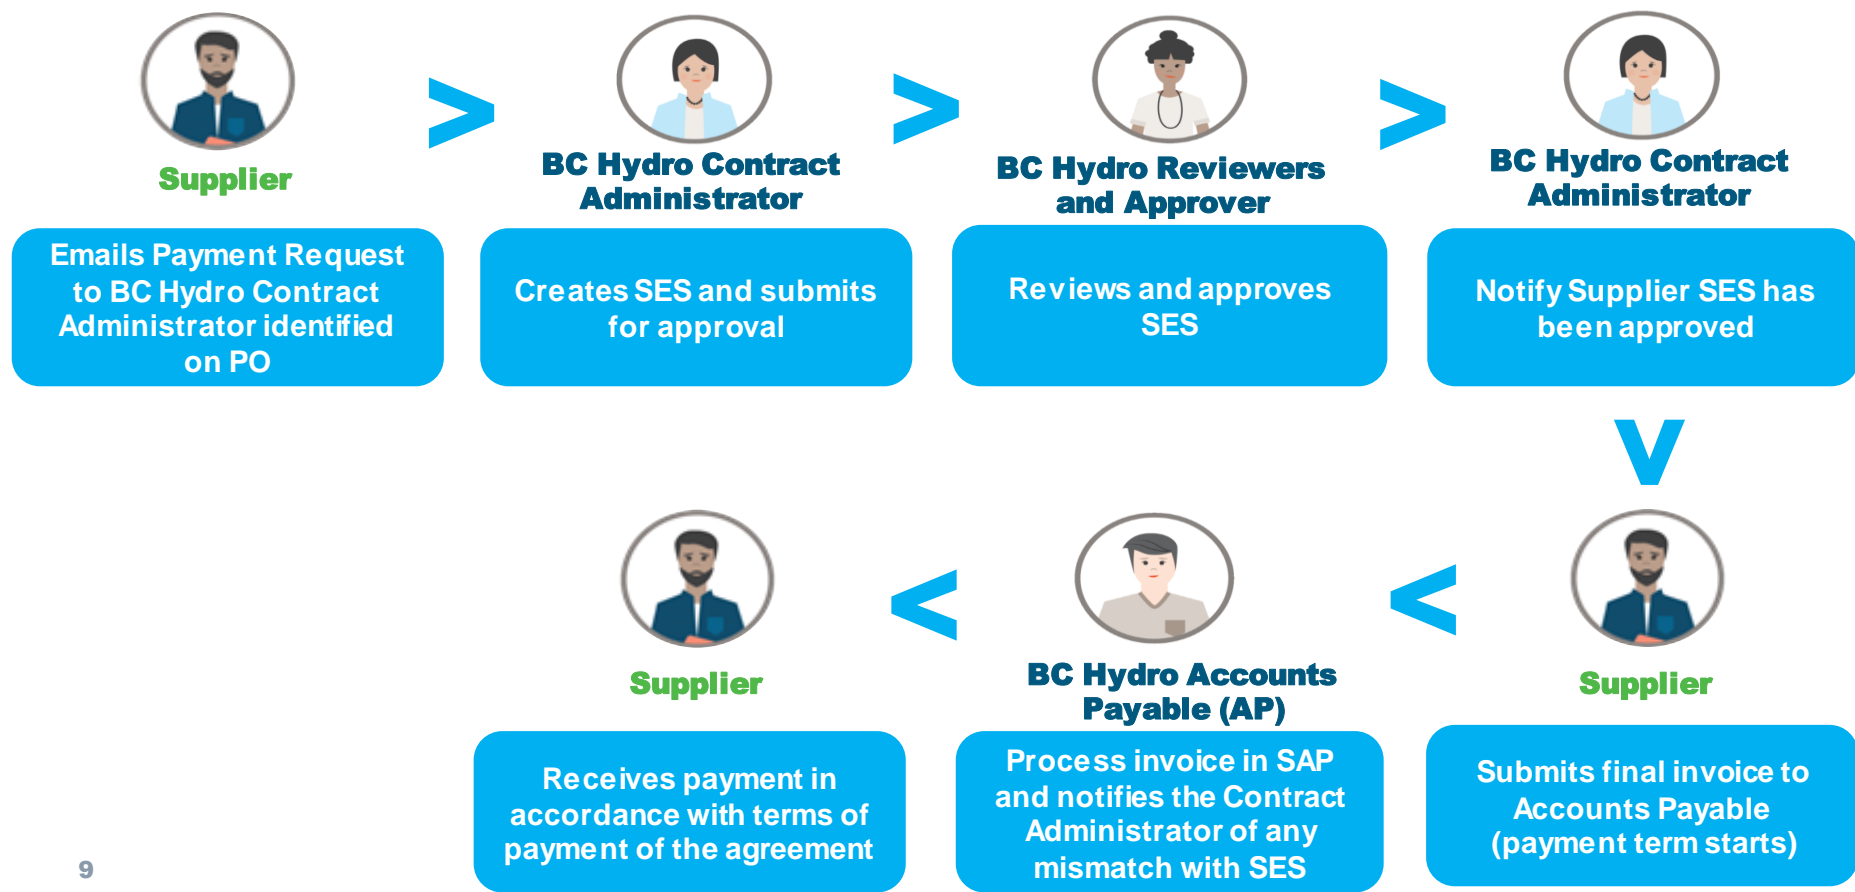 Supplier
Emails Payment Request
to BC Hydro Contract
Administrator identified
on PO
>
BC Hydro Contract
Administrator
Creates SES and submits
for approval
>
BC Hydro Reviewers
and Approver
Reviews and approves
SES
>
BC Hydro Contract
Administrator
Notify Supplier SES has
been approved
>
Supplier
Submits final invoice to
Accounts Payable
(payment term starts)
<
BC Hydro Accounts
Payable (AP)
Process invoice in SAP
and notifies the Contract
Administrator of any
mismatch with SES
<
Supplier
Receives payment in
accordance with terms of
payment of the agreement
9